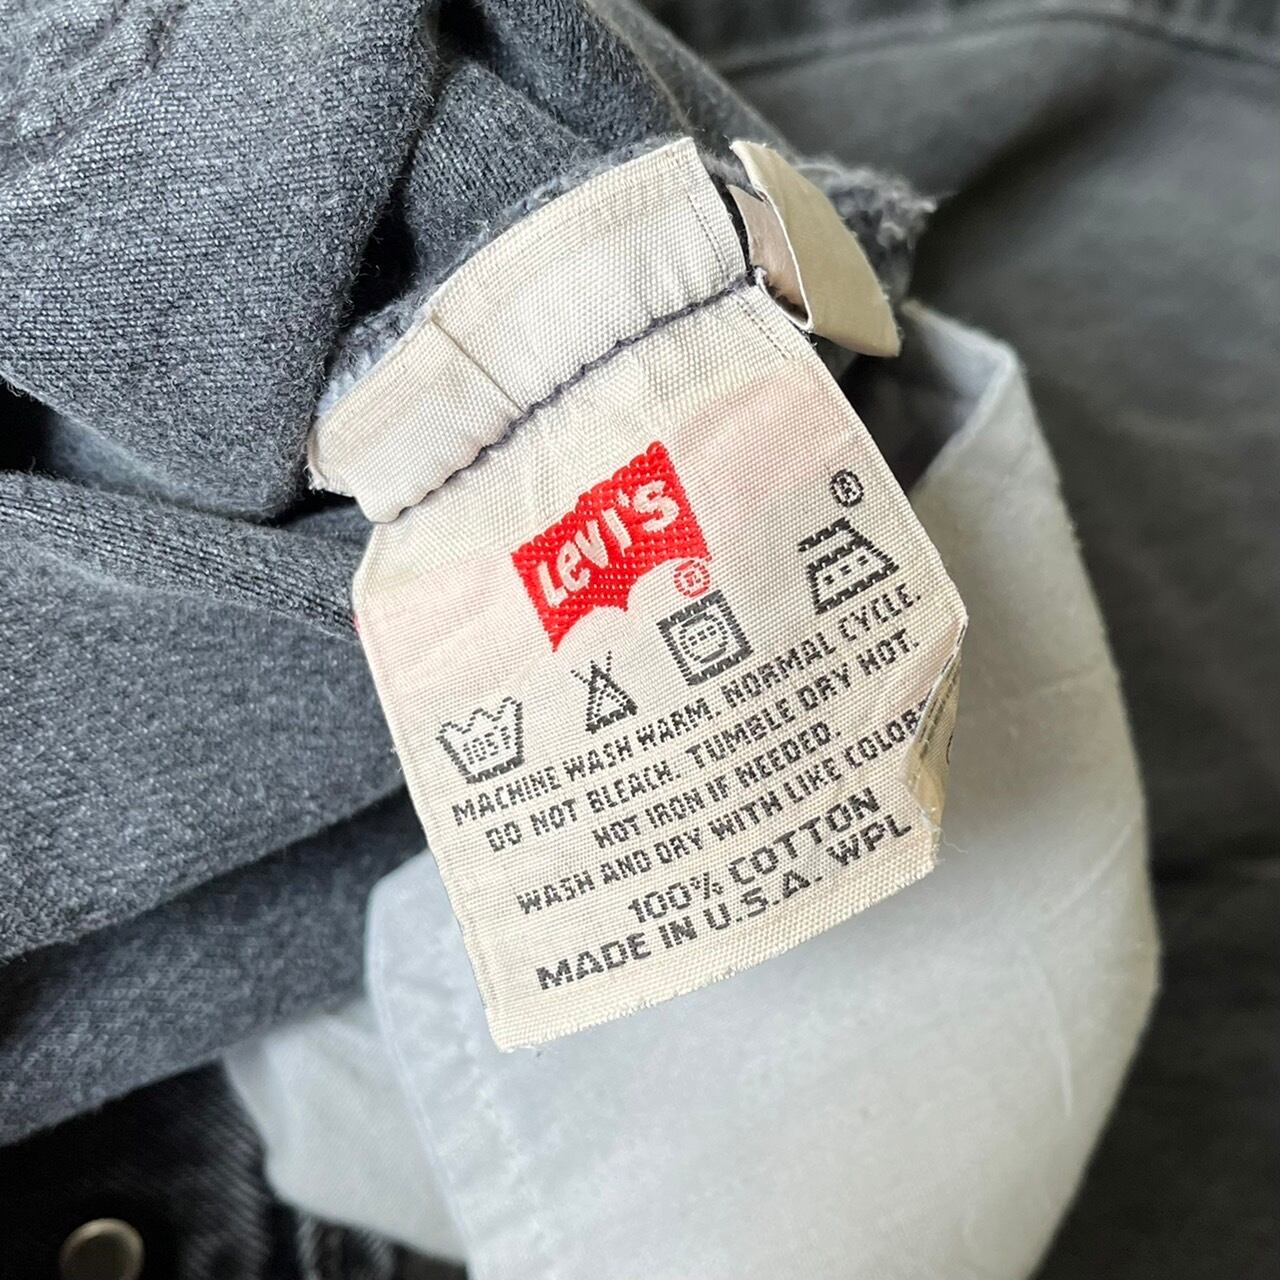 Levi's
®
®
105F
MACHINE WASH WARM. NORMAL CYCLE.
DO NOT BLEACH. TUMBLE DRY HOT.
HOT IRON IF NEEDED.
WASH AND DRY WITH LIKE COLORS
100% COTTON
MADE IN U.S.A. WPL